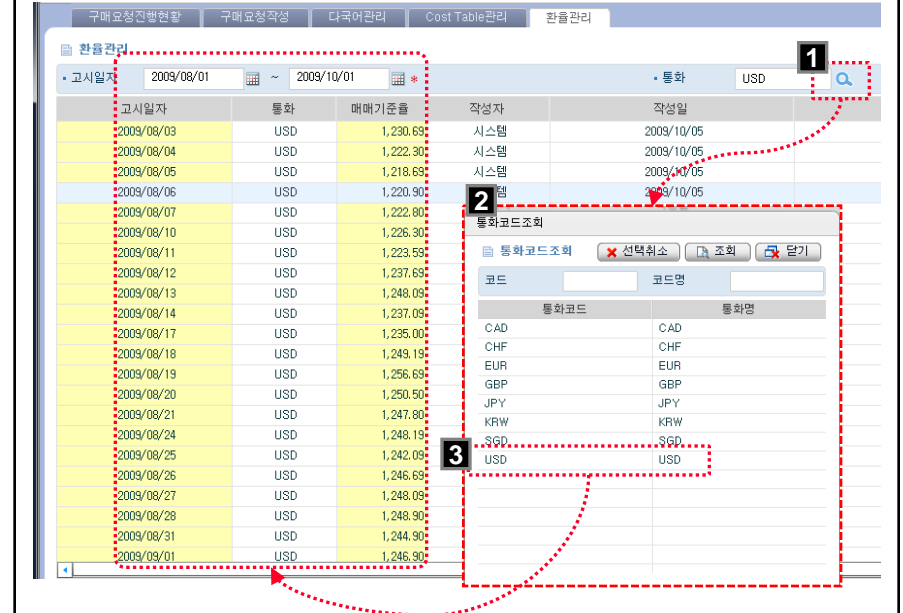 구매요청진행현황 구매요청작성 다국어관리 Cost Table관리 환율관리
환율관리
고시일자 2009/08/01 ~ 2009/10/01 * 통화 USD 1
고시일자 통화 매매기준율 작성자 작성일
2009/08/03 USD 1,230.69 시스템 2009/10/05
2009/08/04 USD 1,222.30 시스템 2009/10/05
2009/08/05 USD 1,218.69 시스템 2009/10/05
2009/08/06 USD 1,220.90 템 2009/10/05
2009/08/07 USD 1,222.80
2009/08/10 USD 1,226.30
2009/08/11 USD 1,223.59
2009/08/12 USD 1,237.69
2009/08/13 USD 1,248.09
2009/08/14 USD 1,237.09
2009/08/17 USD 1,235.00
2009/08/18 USD 1,249.19
2009/08/19 USD 1,256.69
2009/08/20 USD 1,250.50
2009/08/21 USD 1,247.80
2009/08/24 USD 1,248.19
2009/08/25 USD 1,242.09
2009/08/26 USD 1,246.69
2009/08/27 USD 1,248.09
2009/08/28 USD 1,248.90
2009/08/31 USD 1,244.90
2009/09/01 USD 1,246.90
2
통화코드조회
통화코드조회 선택취소 조회 닫기
코드 코드명
통화코드 통화명
CAD CAD
CHF CHF
EUR EUR
GBP GBP
JPY JPY
KRW KRW
SGD SGD
3 USD USD